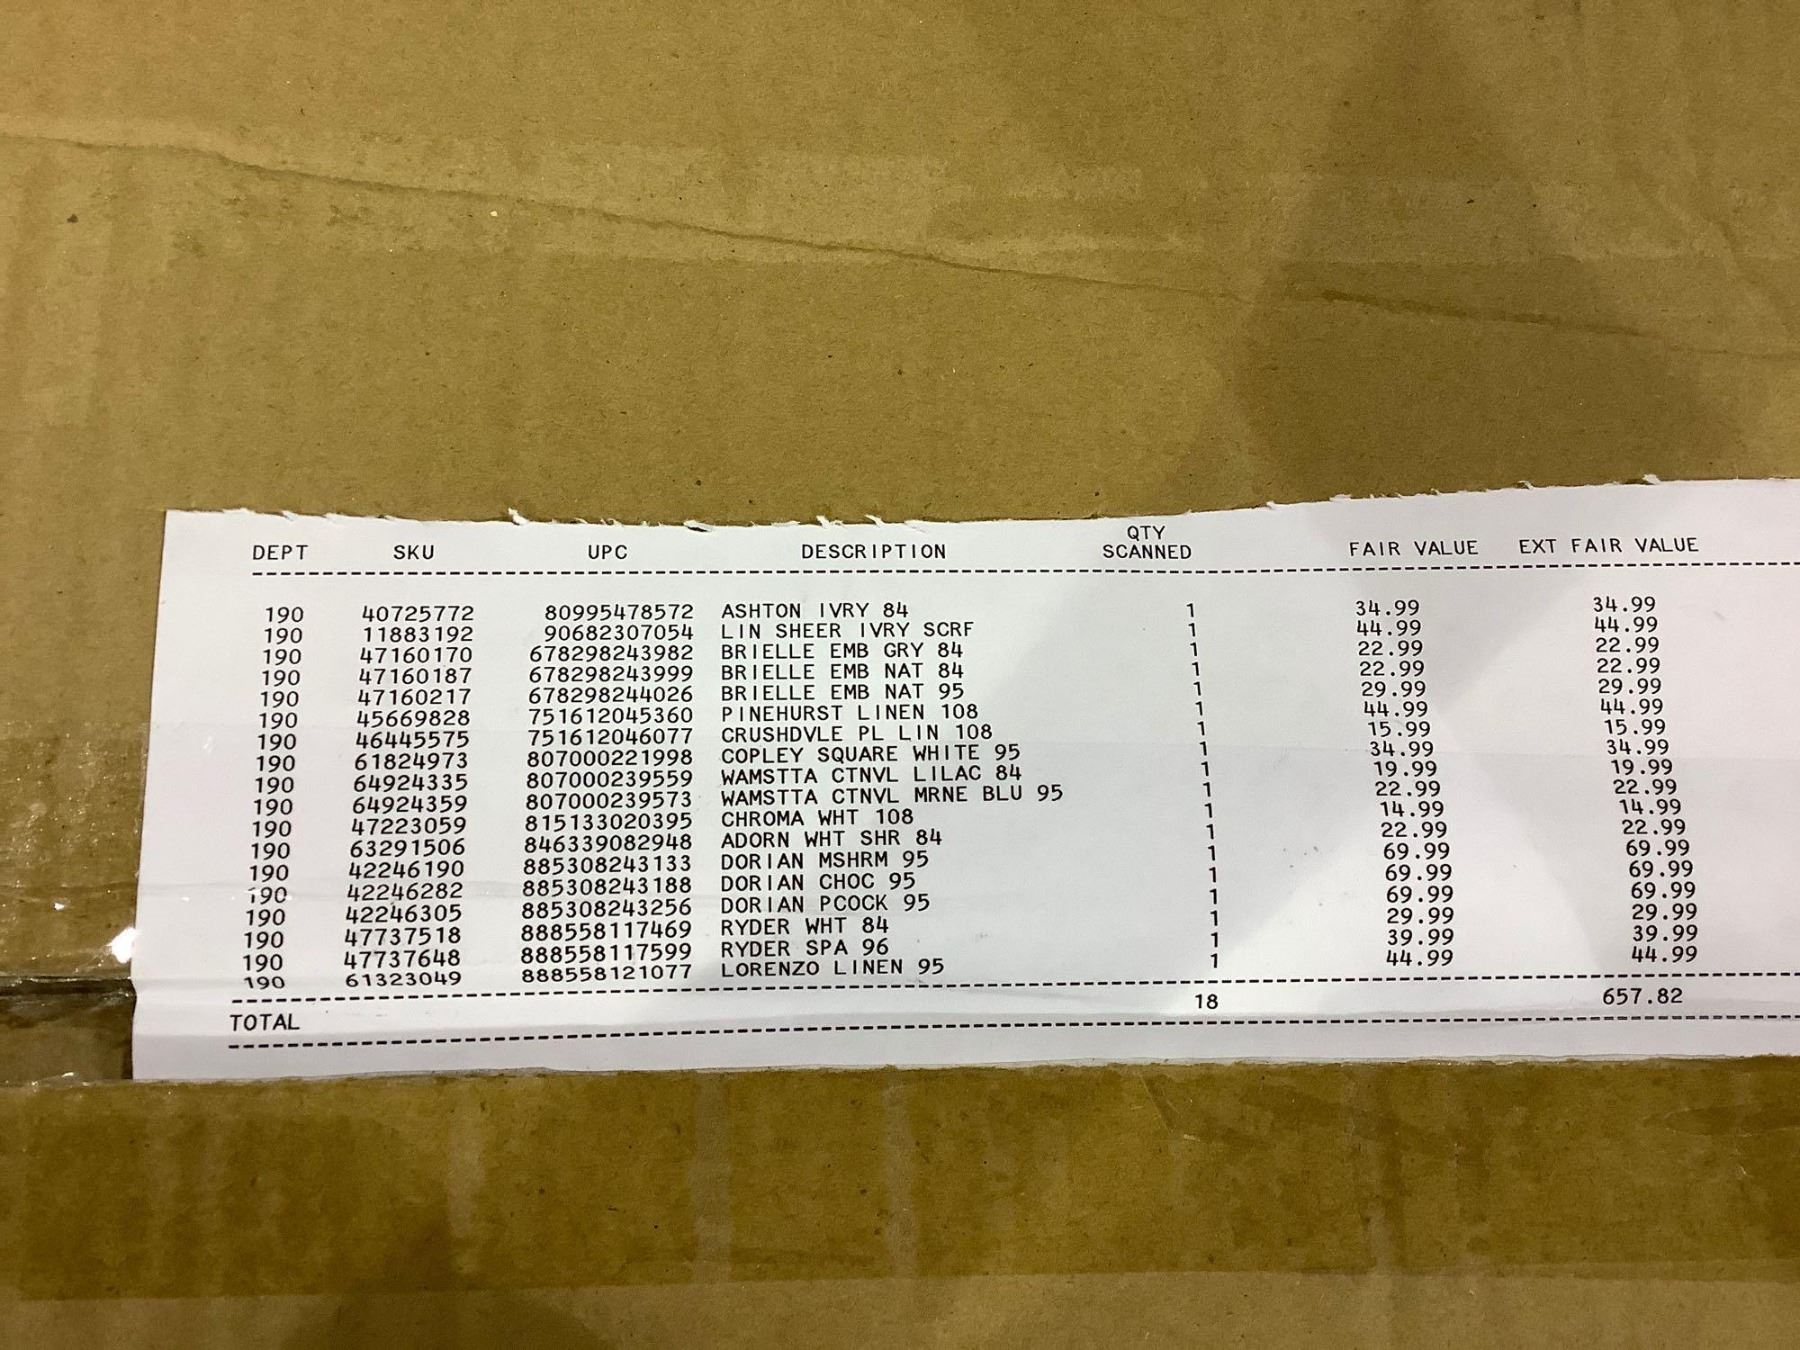 DEPT SKU UPC DESCRIPTION QTY SCANNED FAIR VALUE EXT FAIR VALUE
190 40725772 80995478572 ASHTON IVRY 84 1 34.99 34.99
190 11883192 90682307054 LIN SHEER IVRY SCRF 1 44.99 44.99
190 47160170 678298243982 BRIELLE EMB GRY 84 1 22.99 22.99
190 47160187 678298243999 BRIELLE EMB NAT 84 1 22.99 22.99
190 47160217 678298244026 BRIELLE EMB NAT 95 1 29.99 29.99
190 45669828 751612045360 PINEHURST LINEN 108 1 44.99 44.99
190 46445575 751612046077 CRUSHDVLE PL LIN 108 1 15.99 15.99
190 61824973 807000221998 COPLEY SQUARE WHITE 95 1 34.99 34.99
190 64924335 807000239559 WAMSTTA CTNVL LILAC 84 1 19.99 19.99
190 64924359 807000239573 WAMSTTA CTNVL MRNE BLU 95 1 22.99 22.99
190 47223059 815133020395 CHROMA WHT 108 1 14.99 14.99
190 63291506 846339082948 ADORN WHT SHR 84 1 22.99 22.99
190 42246190 885308243133 DORIAN MSHRM 95 1 69.99 69.99
190 42246282 885308243188 DORIAN CHOC 95 1 69.99 69.99
190 42246305 885308243256 DORIAN PCOCK 95 1 69.99 69.99
190 47737518 888558117469 RYDER WHT 84 1 29.99 29.99
190 47737648 888558117599 RYDER SPA 96 1 39.99 39.99
190 61323049 888558121077 LORENZO LINEN 95 1 44.99 44.99
TOTAL 18 657.82